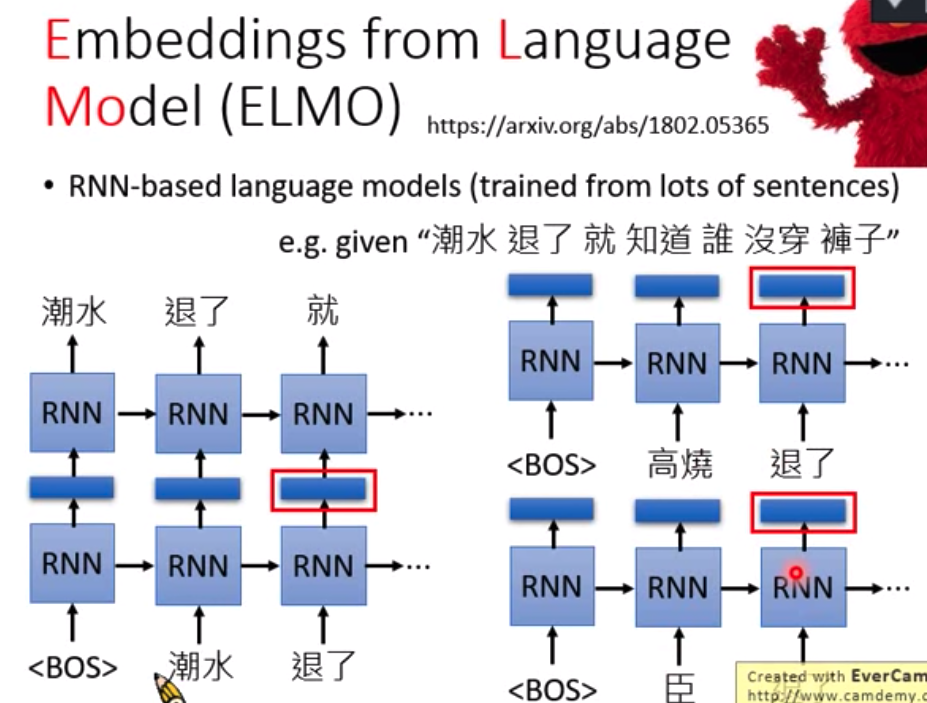 Embeddings from Language
Model (ELMO) https://arxiv.org/abs/1802.05365
• RNN-based language models (trained from lots of sentences)
e.g. given “潮水 退了 就 知道 誰 沒穿 褲子”
潮水 退了 就
RNN RNN RNN ...
RNN RNN RNN ...
<BOS> 潮水 退了
RNN RNN RNN ...
<BOS> 高燒 退了
RNN RNN RNN ...
<BOS> 臣
Created with EverCam
http://www.camdemy.c